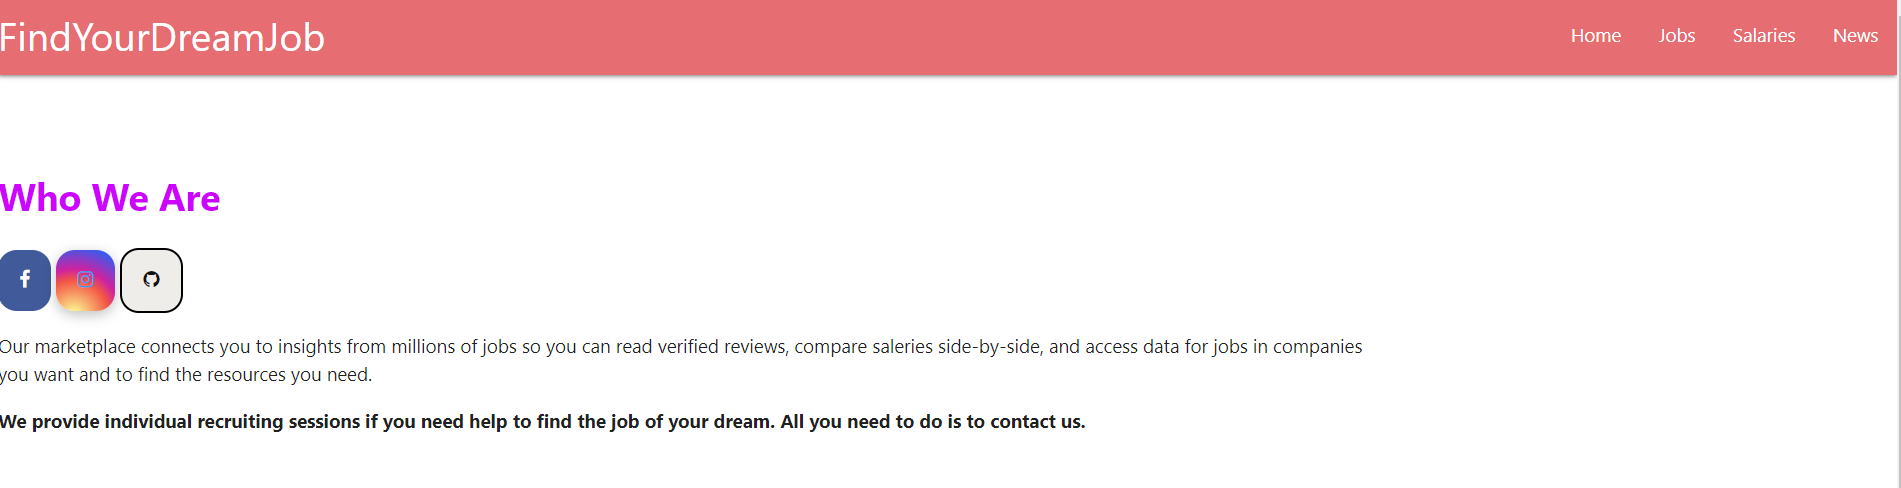 FindYourDreamJob
Home Jobs Salaries News
Who We Are
Our marketplace connects you to insights from millions of jobs so you can read verified reviews, compare saleries side-by-side, and access data for jobs in companies
you want and to find the resources you need.
We provide individual recruiting sessions if you need help to find the job of your dream. All you need to do is to contact us.